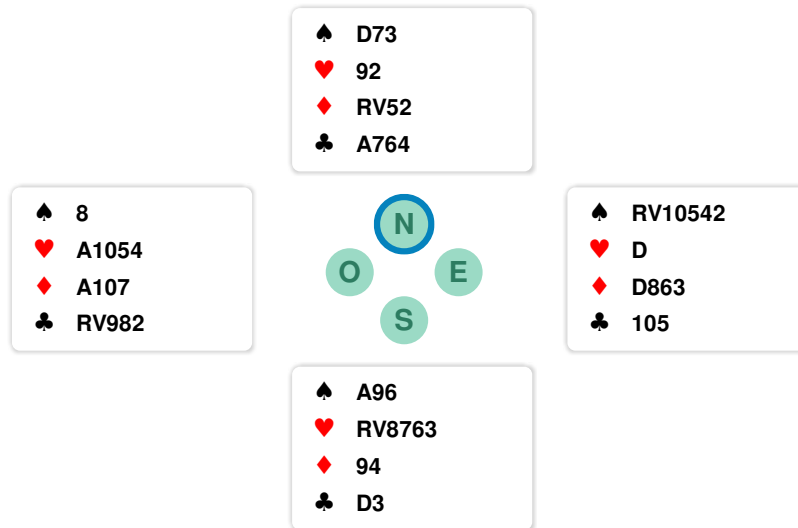 ♠ D73
♥ 92
♦ RV52
♣ A764
♠ 8
♥ A1054
♦ A107
♣ RV982
N
O E
S
♠ RV10542
♥ D
♦ D863
♣ 105
♠ A96
♥ RV8763
♦ 94
♣ D3